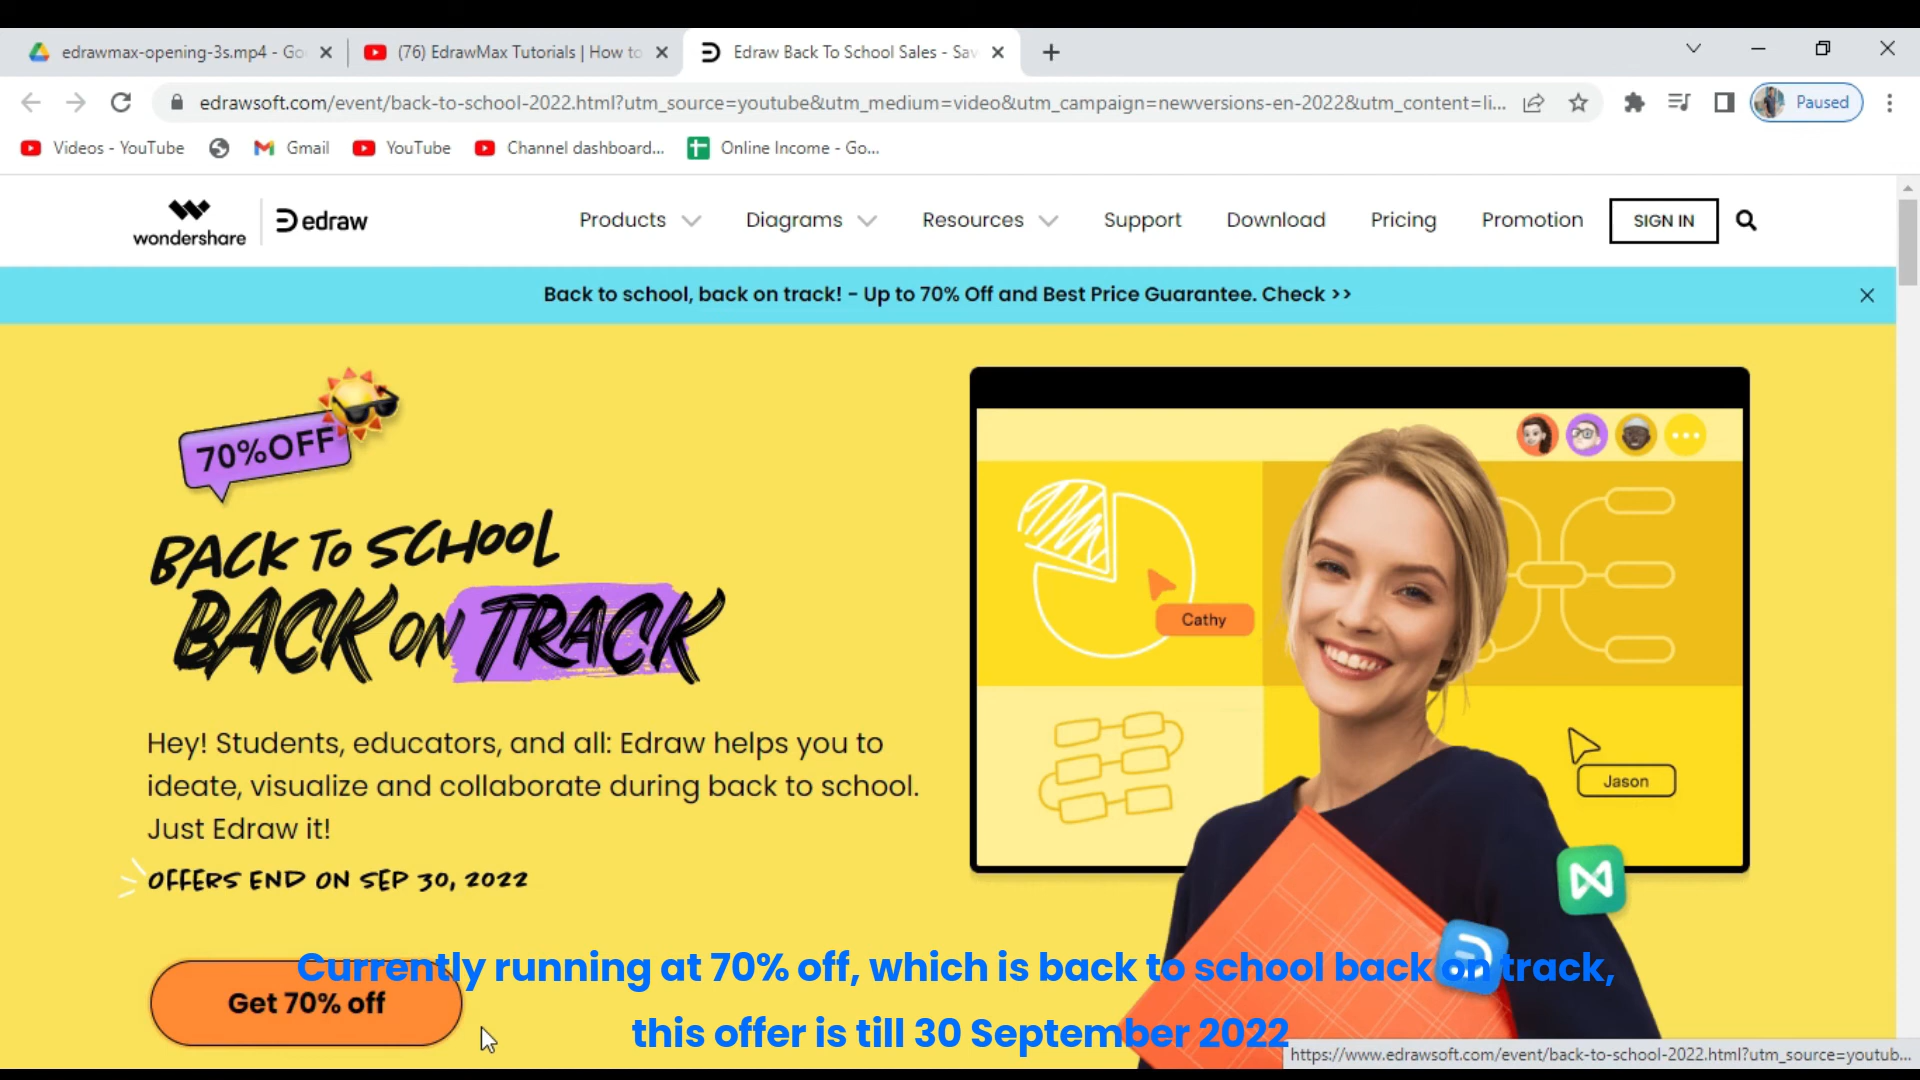 edrawmax-opening-3s.mp4 - Go
(76) EdrawMax Tutorials | How to
Edraw Back To School Sales - Sav
edrawsoft.com/event/back-to-school-2022.html?utm_source=youtube&utm_medium=video&utm_campaign=newversions-en-2022&utm_content=li...
Paused
Videos - YouTube
Gmail
YouTube
Channel dashboard...
Online Income - Go...
wondershare
edraw
Products
Diagrams
Resources
Support
Download
Pricing
Promotion
SIGN IN
Back to school, back on track! - Up to 70% Off and Best Price Guarantee. Check >>
70%OFF
BACK To SCHOOL
BACK ON TRACK
Cathy
Jason
Hey! Students, educators, and all: Edraw helps you to
ideate, visualize and collaborate during back to school.
Just Edraw it!
OFFERS END ON SEP 30, 2022
Get 70% off
Currently running at 70% off, which is back to school back on track,
this offer is till 30 September 2022
https://www.edrawsoft.com/event/back-to-school-2022.html?utm_source=youtub...